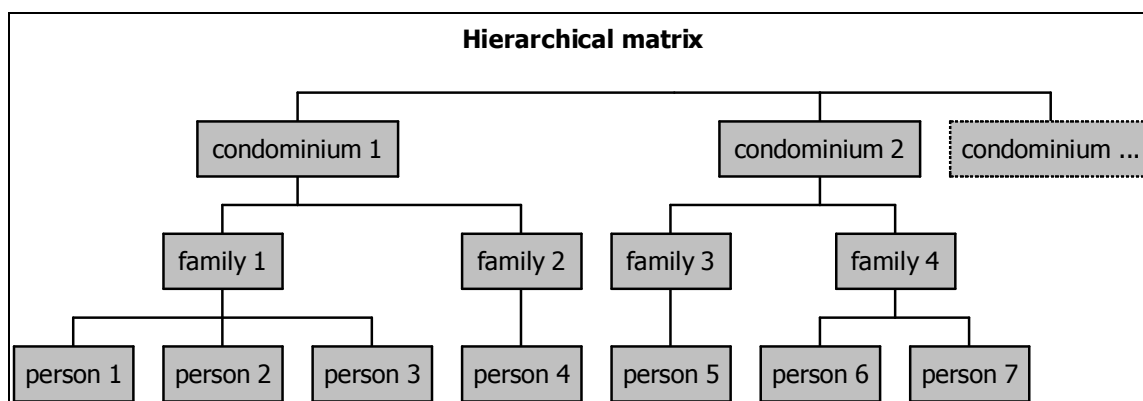 Hierarchical matrix
condominium 1 condominium 2 condominium ...
family 1 family 2 family 3 family 4
person 1 person 2 person 3 person 4 person 5 person 6 person 7